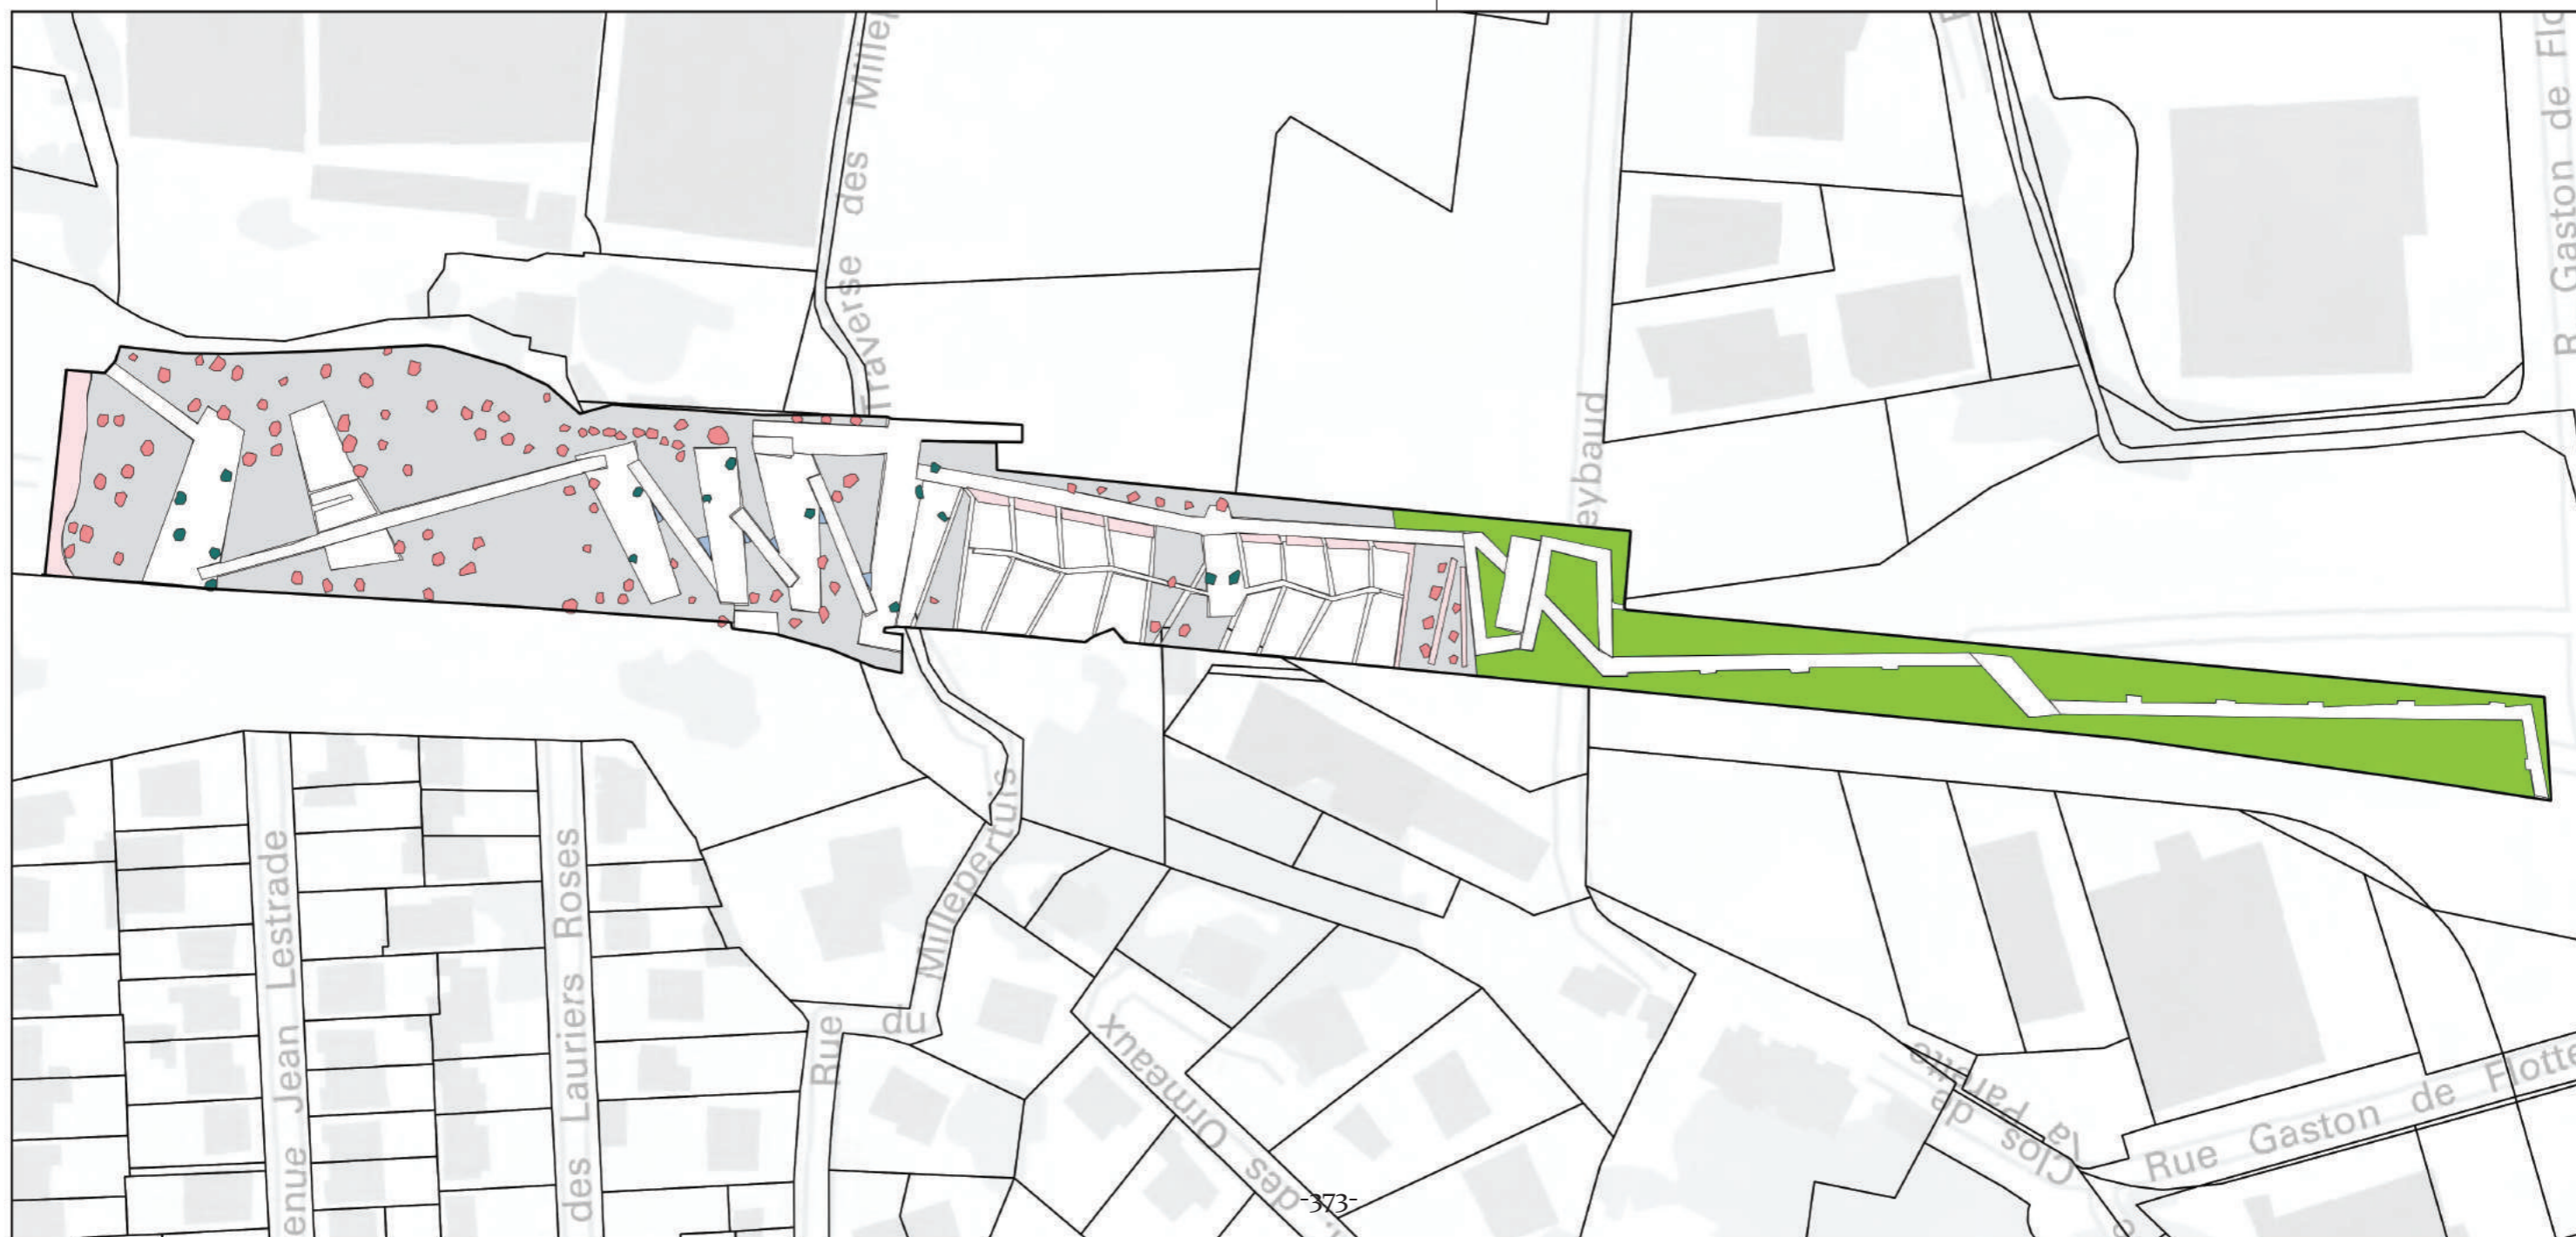 Traverse des Mille
eybaud
R Gaston de Flo
enue Jean Lestrade
des Lauriers Roses
Rue du Millepertuis
des Ormeaux
Clos de
la Parette
Rue Gaston de Flotte
-373-